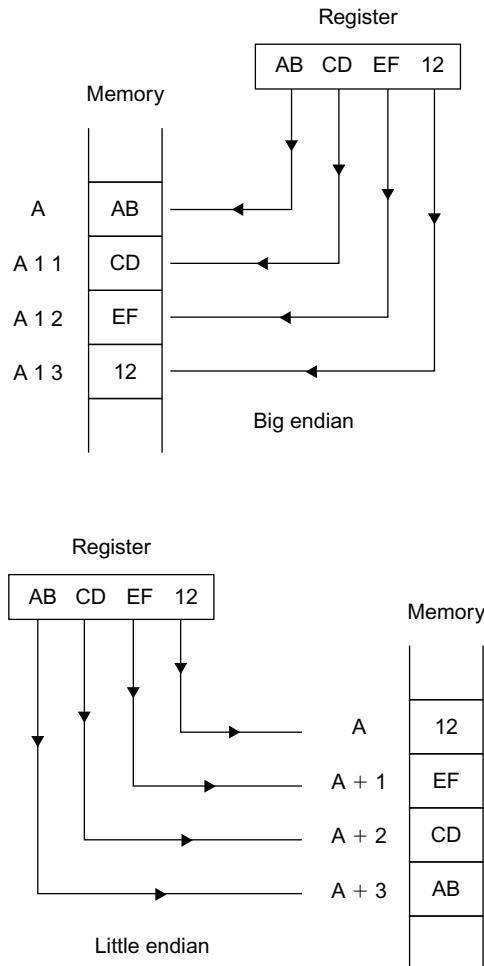 Register
AB CD EF 12
Memory
A AB
A 1 1 CD
A 1 2 EF
A 1 3 12
Big endian
Register
AB CD EF 12
Memory
A 12
A + 1 EF
A + 2 CD
A + 3 AB
Little endian